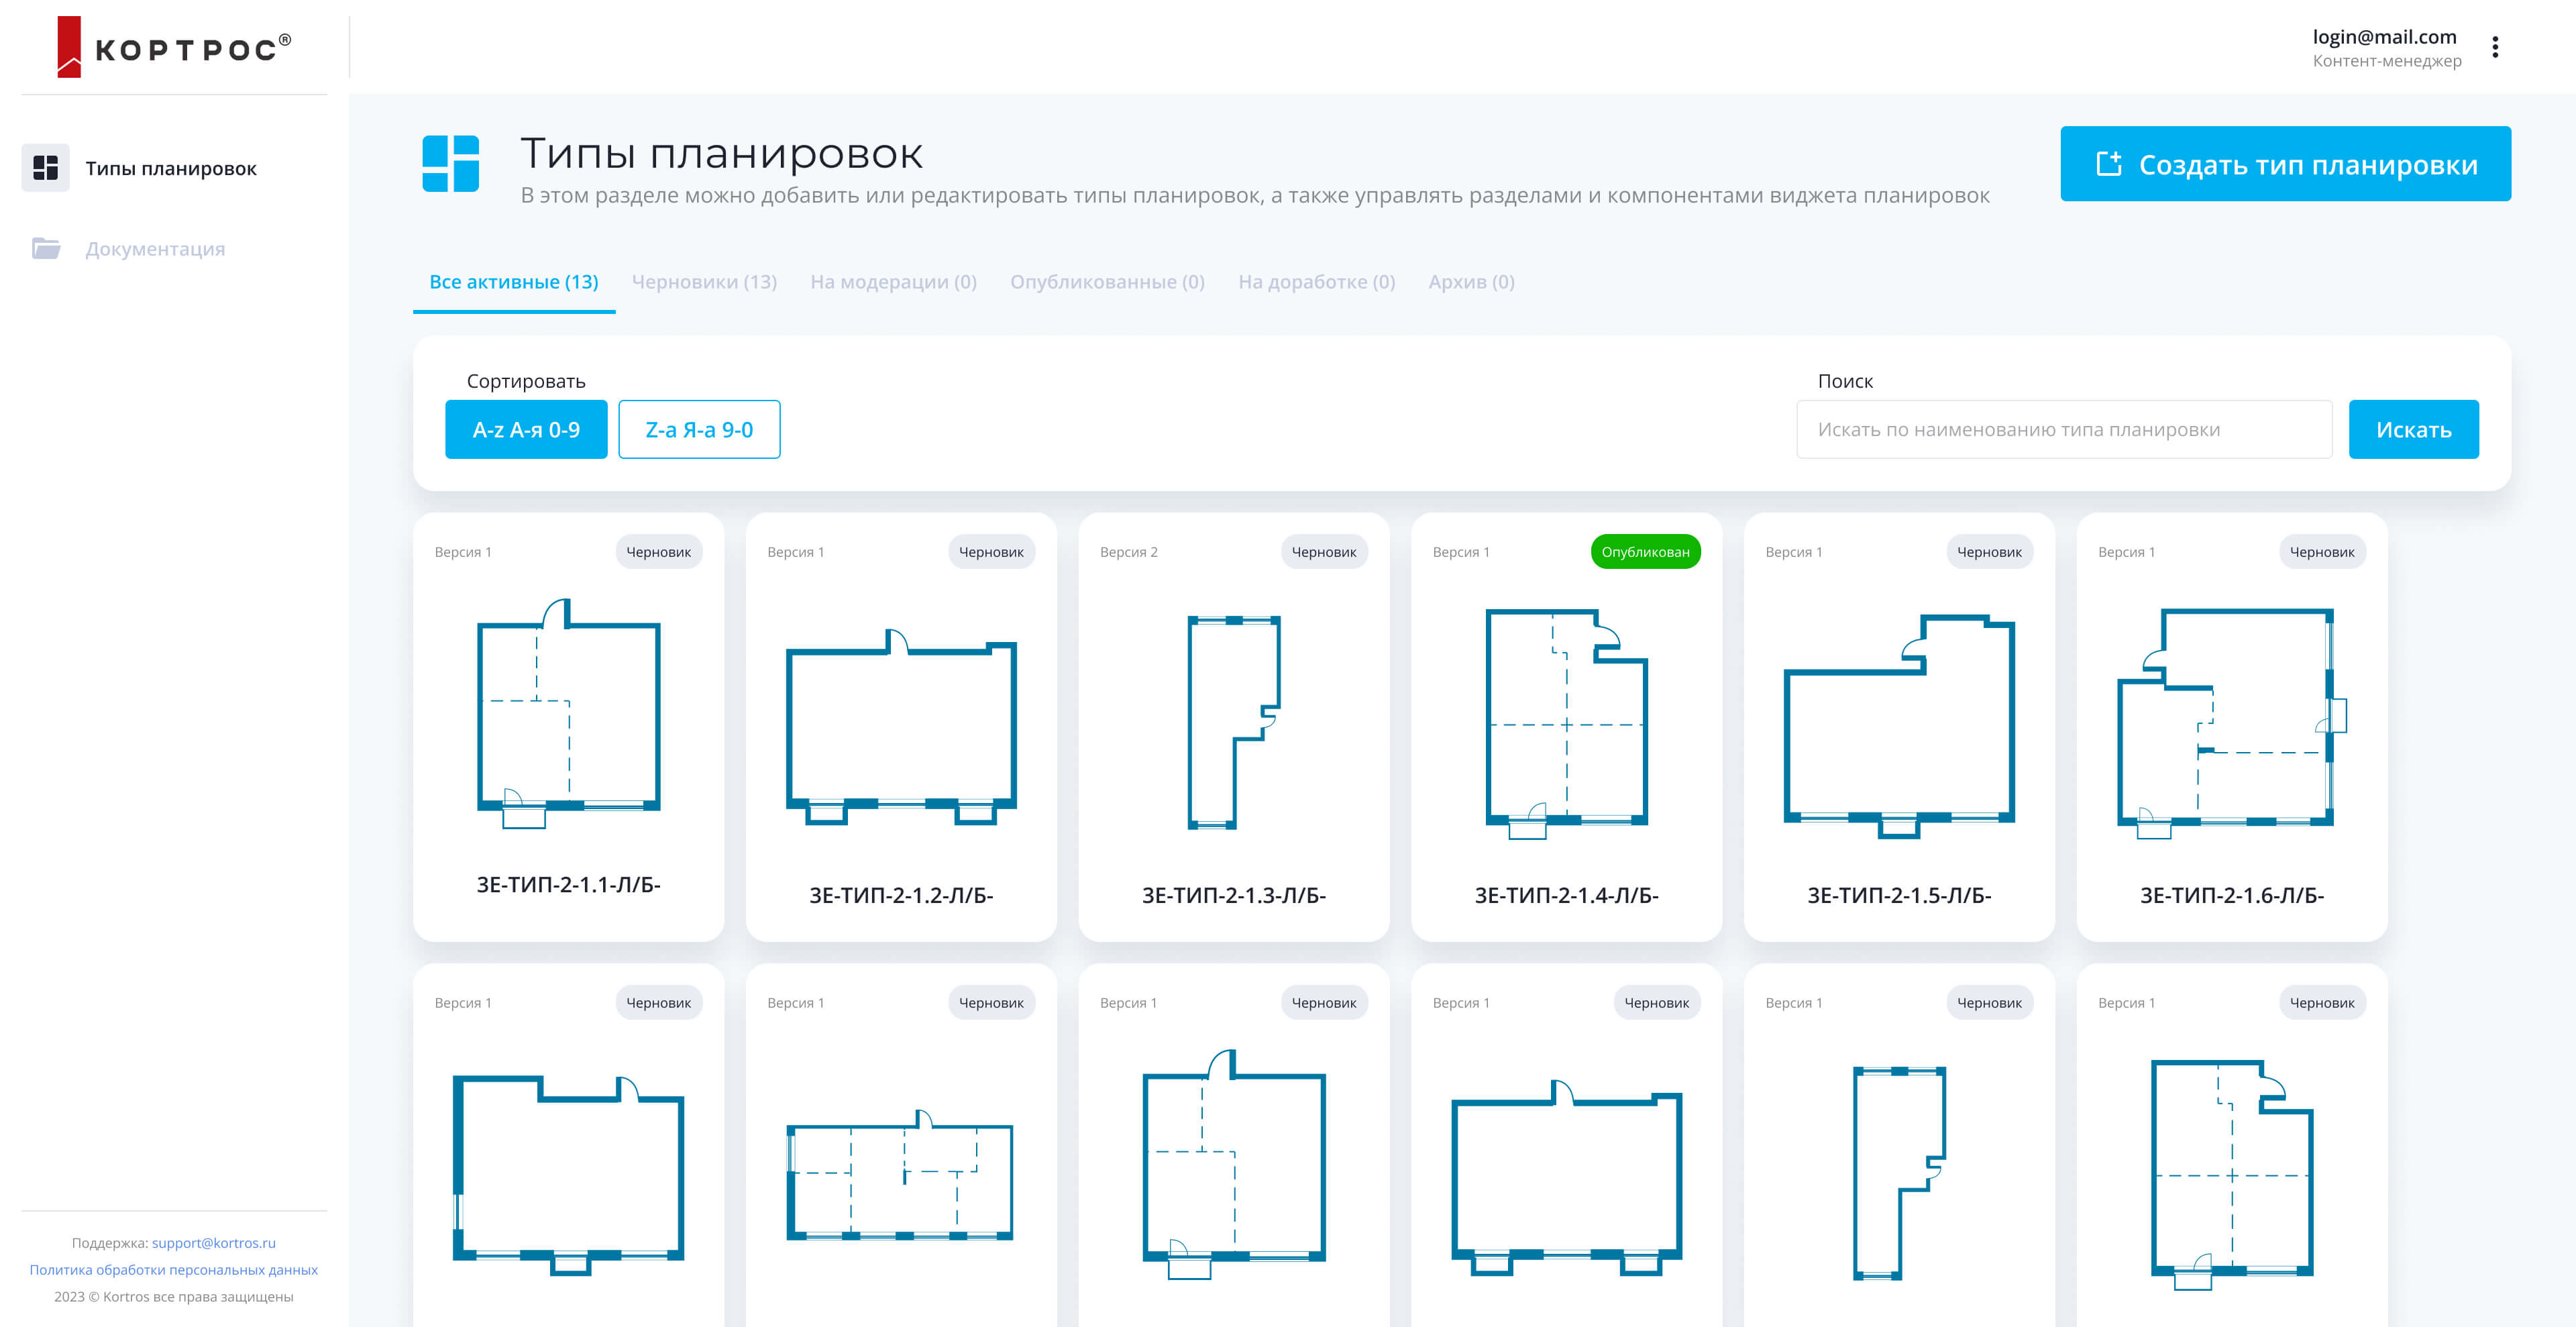 КОРТРОС®
login@mail.com
Контент-менеджер
Типы планировок
Документация
Типы планировок
В этом разделе можно добавить или редактировать типы планировок, а также управлять разделами и компонентами виджета планировок
Создать тип планировки
Все активные (13) Черновики (13) На модерации (0) Опубликованные (0) На доработке (0) Архив (0)
Сортировать
A-z А-я 0-9 Z-a Я-а 9-0
Поиск
Искать по наименованию типа планировки
Искать
Версия 1 Черновик
3Е-ТИП-2-1.1-Л/Б-
Версия 1 Черновик
3Е-ТИП-2-1.2-Л/Б-
Версия 2 Черновик
3Е-ТИП-2-1.3-Л/Б-
Версия 1 Опубликован
3Е-ТИП-2-1.4-Л/Б-
Версия 1 Черновик
3Е-ТИП-2-1.5-Л/Б-
Версия 1 Черновик
3Е-ТИП-2-1.6-Л/Б-
Версия 1 Черновик
Версия 1 Черновик
Версия 1 Черновик
Версия 1 Черновик
Версия 1 Черновик
Версия 1 Черновик
Поддержка: support@kortros.ru
Политика обработки персональных данных
2023 © Kortros все права защищены